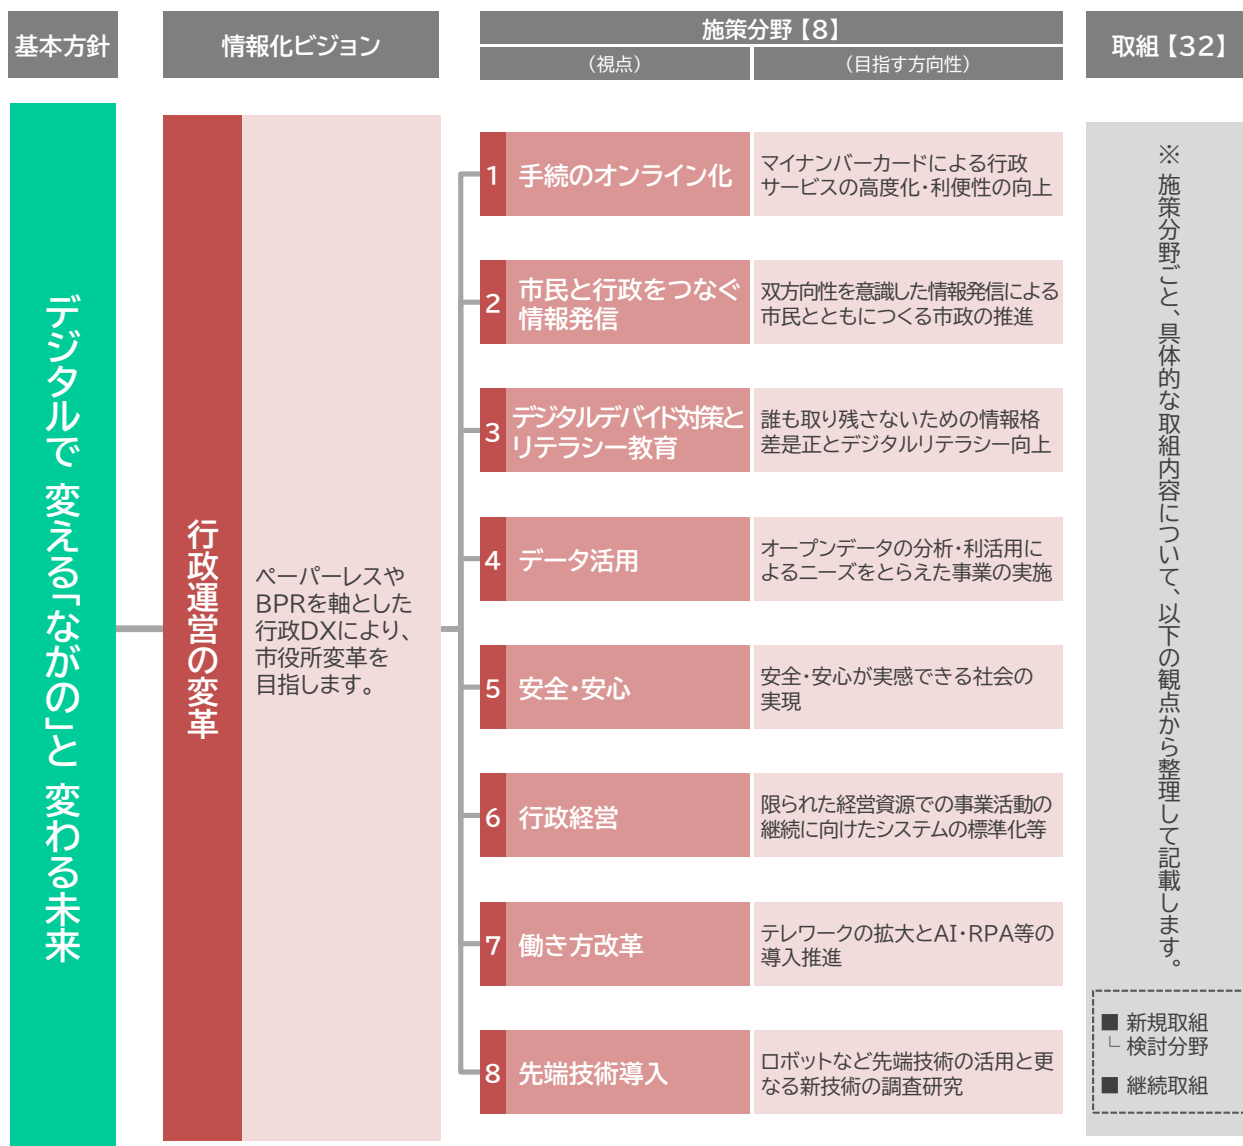 基本方針
情報化ビジョン
施策分野【8】
（視点）
（目指す方向性）
取組【32】
デジタルで 変える「ながの」と 変わる未来
行政運営の変革
ペーパーレスや
BPRを軸とした
行政DXにより、
市役所変革を
目指します。
1
手続のオンライン化
マイナンバーカードによる行政
サービスの高度化・利便性の向上
2
市民と行政をつなぐ
情報発信
双方向性を意識した情報発信による
市民とともにつくる市政の推進
3
デジタルデバイド対策と
リテラシー教育
誰も取り残さないための情報格
差是正とデジタルリテラシー向上
4
データ活用
オープンデータの分析・利活用に
よるニーズをとらえた事業の実施
5
安全・安心
安全・安心が実感できる社会の
実現
6
行政経営
限られた経営資源での事業活動の
継続に向けたシステムの標準化等
7
働き方改革
テレワークの拡大とAI・RPA等の
導入推進
8
先端技術導入
ロボットなど先端技術の活用と更
なる新技術の調査研究
※ 施策分野ごと、具体的な取組内容について、以下の観点から整理して記載します。
■ 新規取組
└ 検討分野
■ 継続取組